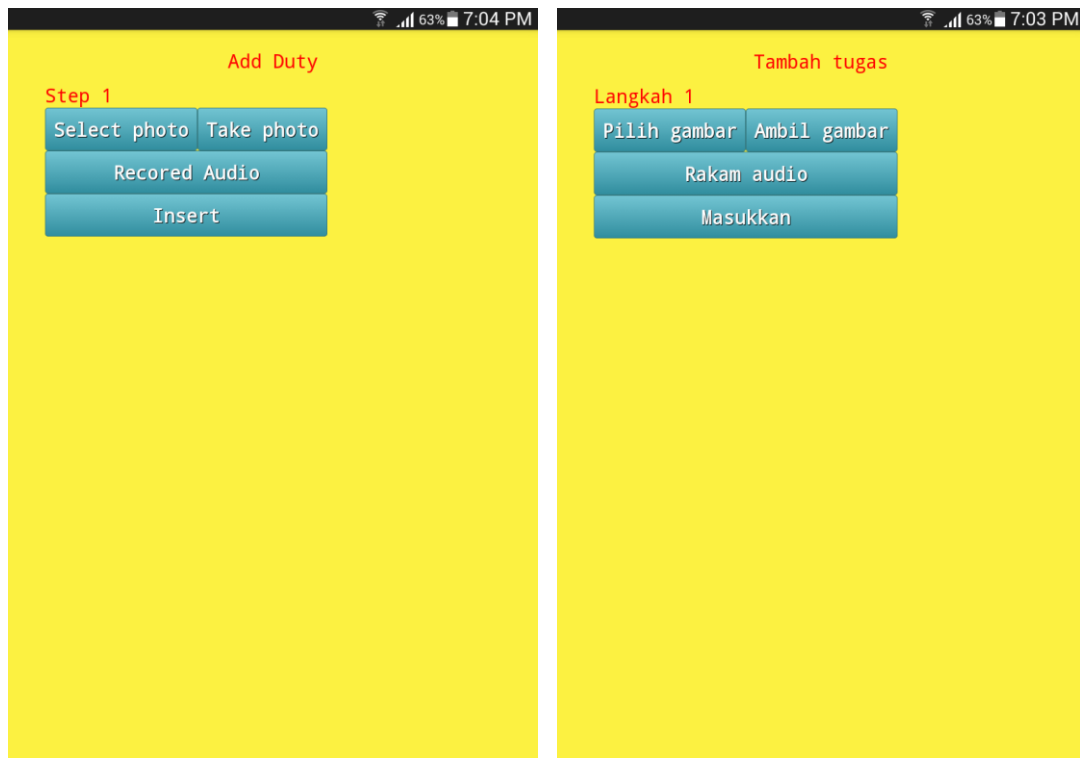 63% 7:04 PM
Add Duty
Step 1
Select photo Take photo
Recored Audio
Insert
63% 7:03 PM
Tambah tugas
Langkah 1
Pilih gambar Ambil gambar
Rakam audio
Masukkan